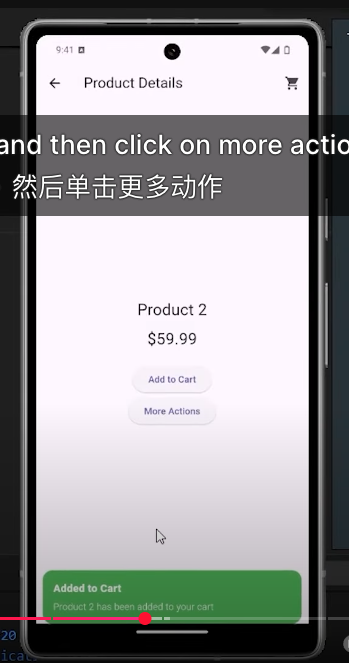 9:41
Product Details
and then click on more actio
然后单击更多动作
Product 2
$59.99
Add to Cart
More Actions
Added to Cart
Product 2 has been added to your cart
20
ical